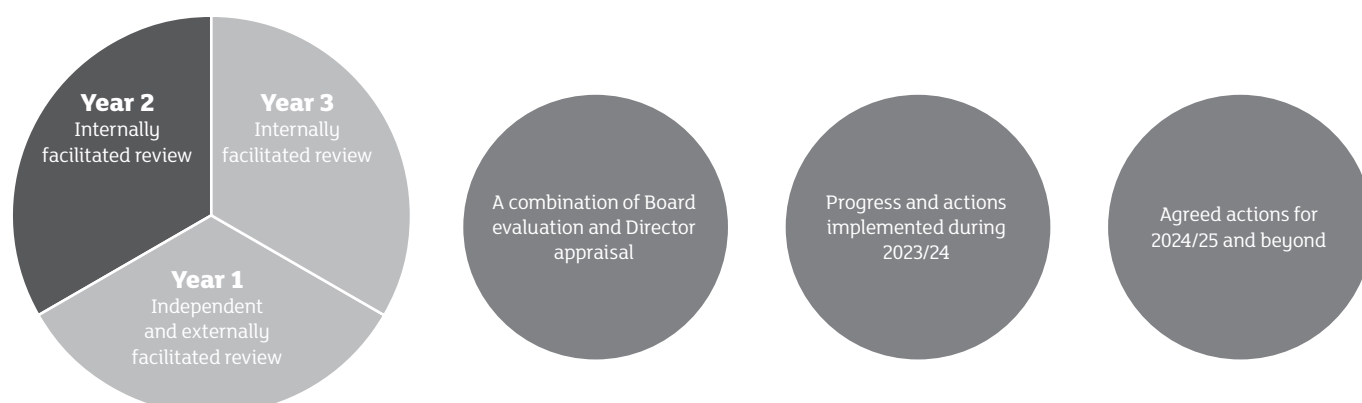 Year 2
Internally
facilitated review
Year 3
Internally
facilitated review
Year 1
Independent
and externally
facilitated review
A combination of Board
evaluation and Director
appraisal
Progress and actions
implemented during
2023/24
Agreed actions for
2024/25 and beyond